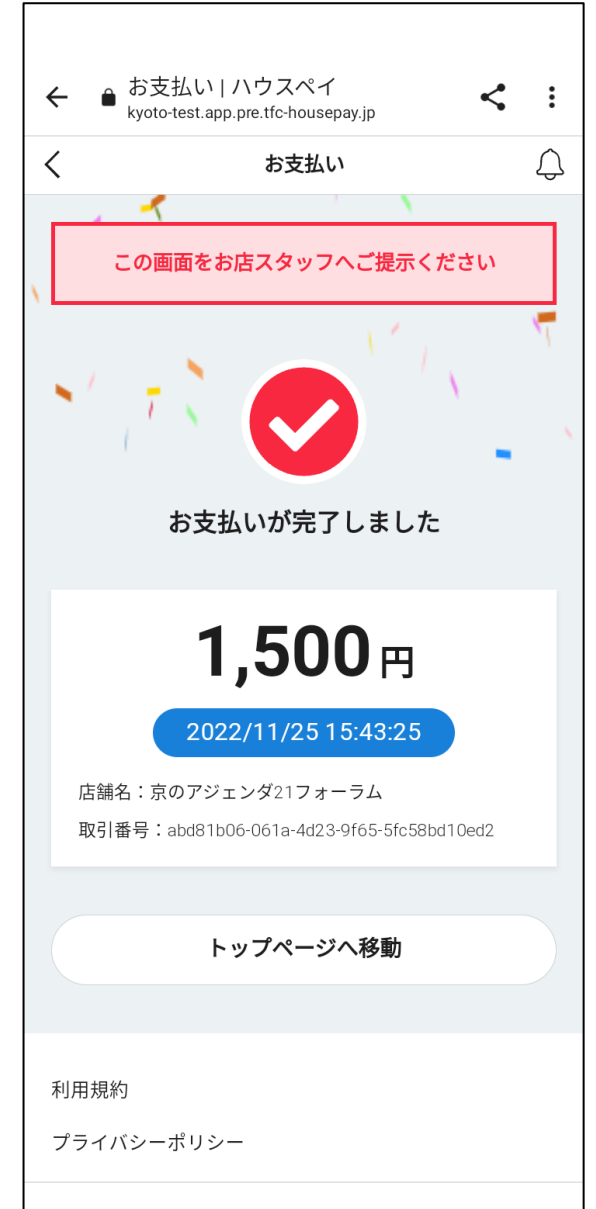 お支払い | ハウスペイ
kyoto-test.app.pre.tfc-housepay.jp
お支払い
この画面をお店スタッフへご提示ください
お支払いが完了しました
1,500円
2022/11/25 15:43:25
店舗名：京のアジェンダ21フォーラム
取引番号：abd81b06-061a-4d23-9f65-5fc58bd10ed2
トップページへ移動
利用規約
プライバシーポリシー